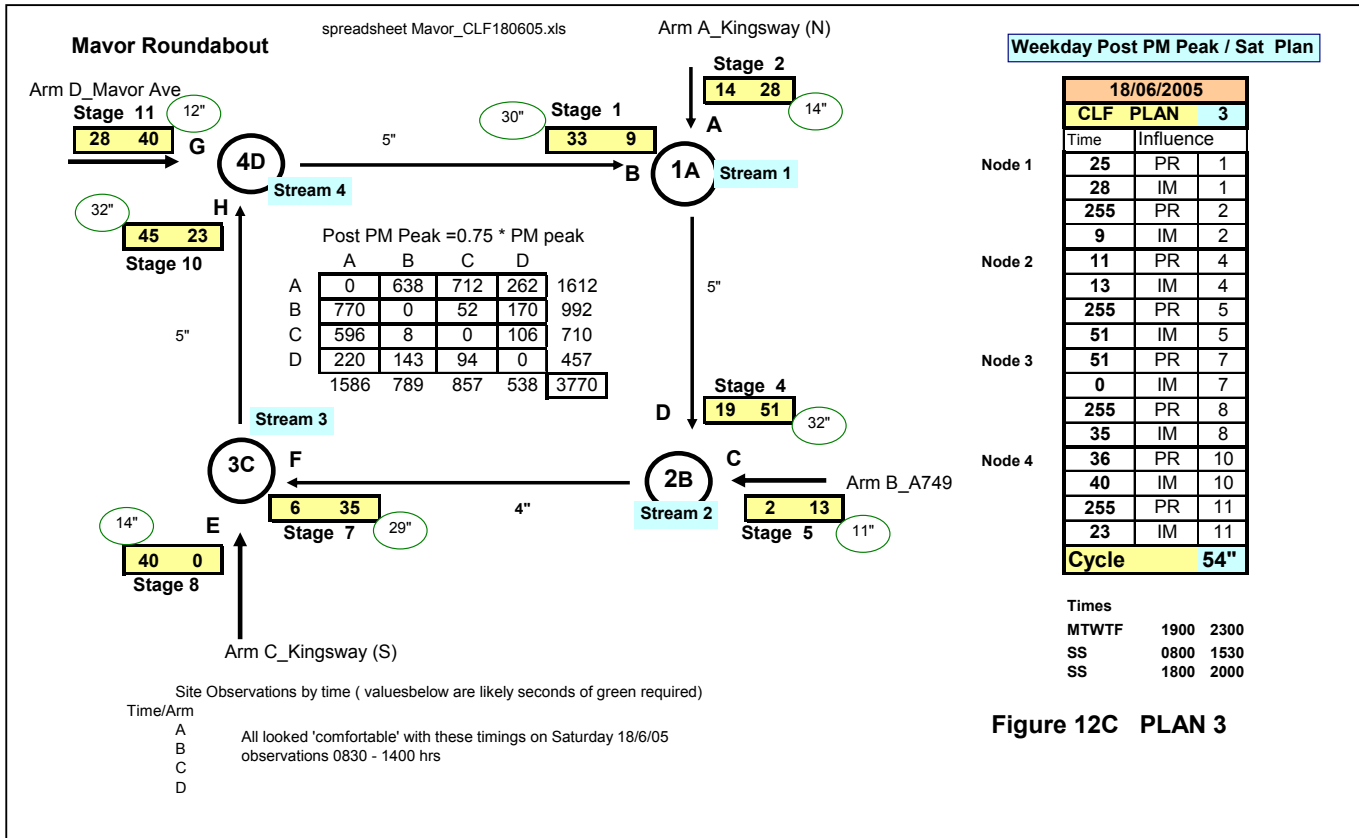 spreadsheet Mavor_CLF180605.xls
Mavor Roundabout
Arm A_Kingsway (N)
Weekday Post PM Peak / Sat Plan
Arm D_Mavor Ave
Stage 11
12"
28 40
G
4D
Stream 4
5"
30"
Stage 1
33 9
B
Stage 2
14 28
14"
A
1A
Stream 1
H
32"
45 23
Stage 10
5"
Post PM Peak =0.75 * PM peak
A B C D
A 0 638 712 262 1612
B 770 0 52 170 992
C 596 8 0 106 710
D 220 143 94 0 457
1586 789 857 538 3770
5"
Stage 4
D
19 51
32"
Stream 3
3C
F
6 35
Stage 7
29"
4"
2B
Stream 2
C
Arm B_A749
2 13
Stage 5
11"
14"
E
40 0
Stage 8
Arm C_Kingsway (S)
Site Observations by time ( valuesbelow are likely seconds of green required)
Time/Arm
A
B
C
D
All looked 'comfortable' with these timings on Saturday 18/6/05
observations 0830 - 1400 hrs
18/06/2005
CLF PLAN 3
Time Influence
Node 1 25 PR 1
28 IM 1
255 PR 2
9 IM 2
Node 2 11 PR 4
13 IM 4
255 PR 5
51 IM 5
Node 3 51 PR 7
0 IM 7
255 PR 8
35 IM 8
Node 4 36 PR 10
40 IM 10
255 PR 11
23 IM 11
Cycle 54"
Times
MTWTF 1900 2300
SS 0800 1530
SS 1800 2000
Figure 12C PLAN 3